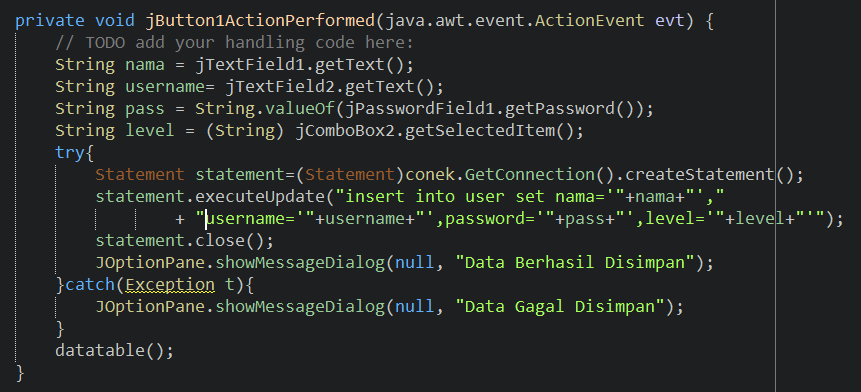 private void jButton1ActionPerformed(java.awt.event.ActionEvent evt) {
// TODO add your handling code here:
String nama = jTextField1.getText();
String username= jTextField2.getText();
String pass = String.valueOf(jPasswordField1.getPassword());
String level = (String) jComboBox2.getSelectedItem();
try{
Statement statement=(Statement)conek.GetConnection().createStatement();
statement.executeUpdate("insert into user set nama='"+nama+"',"
+ "username='"+username+"',password='"+pass+"',level='"+level+"'");
statement.close();
JOptionPane.showMessageDialog(null, "Data Berhasil Disimpan");
}catch(Exception t){
JOptionPane.showMessageDialog(null, "Data Gagal Disimpan");
}
datatable();
}